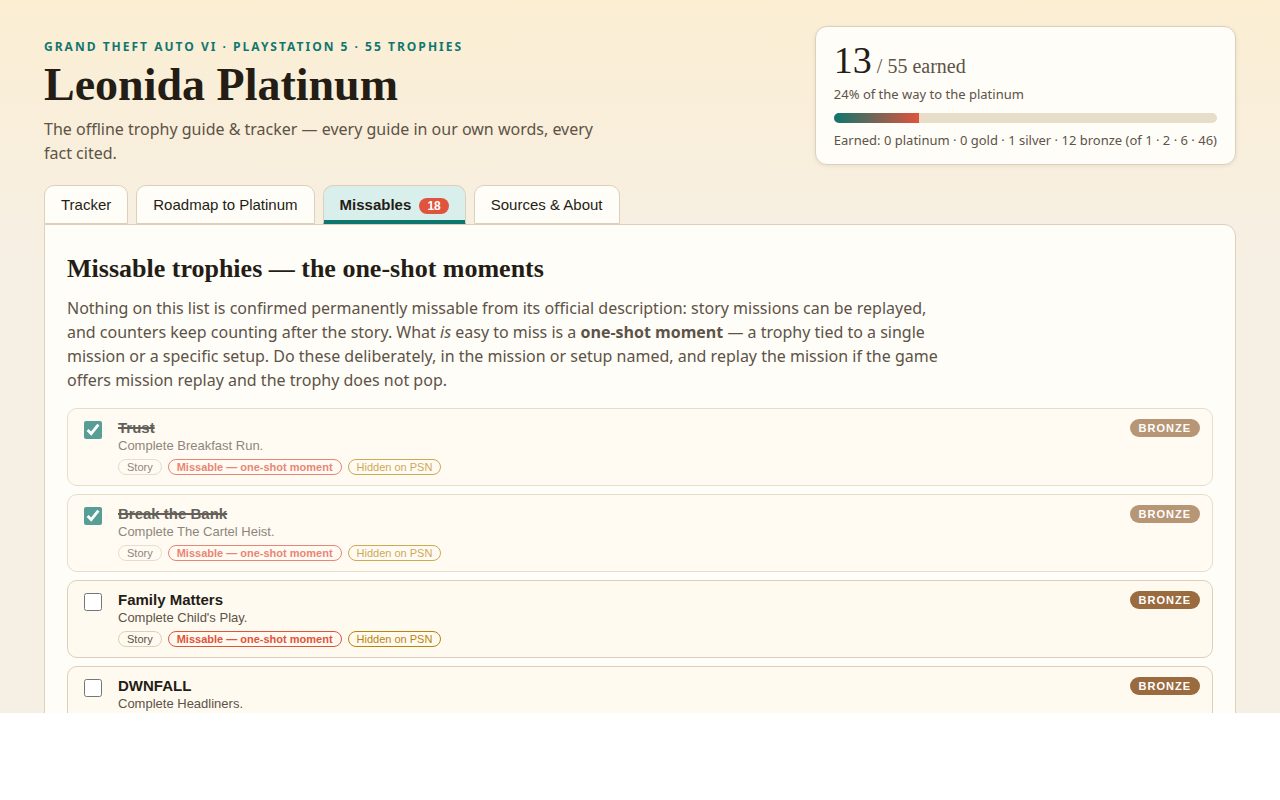 GRAND THEFT AUTO VI · PLAYSTATION 5 · 55 TROPHIES
Leonida Platinum
The offline trophy guide & tracker — every guide in our own words, every
fact cited.
13 / 55 earned
24% of the way to the platinum
Earned: 0 platinum · 0 gold · 1 silver · 12 bronze (of 1 · 2 · 6 · 46)
Tracker
Roadmap to Platinum
Missables 18
Sources & About
Missable trophies — the one-shot moments
Nothing on this list is confirmed permanently missable from its official description: story missions can be replayed,
and counters keep counting after the story. What is easy to miss is a one-shot moment — a trophy tied to a single
mission or a specific setup. Do these deliberately, in the mission or setup named, and replay the mission if the game
offers mission replay and the trophy does not pop.
Trust
BRONZE
Complete Breakfast Run.
Story Missable — one-shot moment Hidden on PSN
Break the Bank
BRONZE
Complete The Cartel Heist.
Story Missable — one-shot moment Hidden on PSN
Family Matters
BRONZE
Complete Child's Play.
Story Missable — one-shot moment Hidden on PSN
DWNFALL
BRONZE
Complete Headliners.